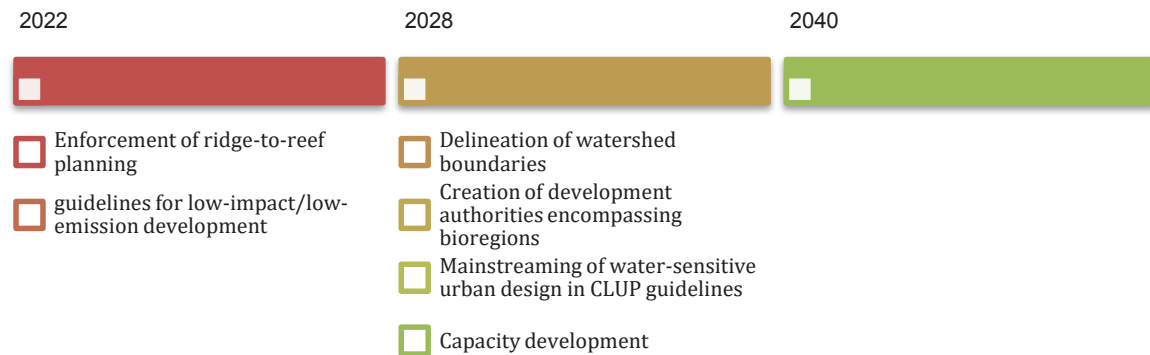 2022
2028
2040
Enforcement of ridge-to-reef
planning
guidelines for low-impact/low-
emission development
Delineation of watershed
boundaries
Creation of development
authorities encompassing
bioregions
Mainstreaming of water-sensitive
urban design in CLUP guidelines
Capacity development